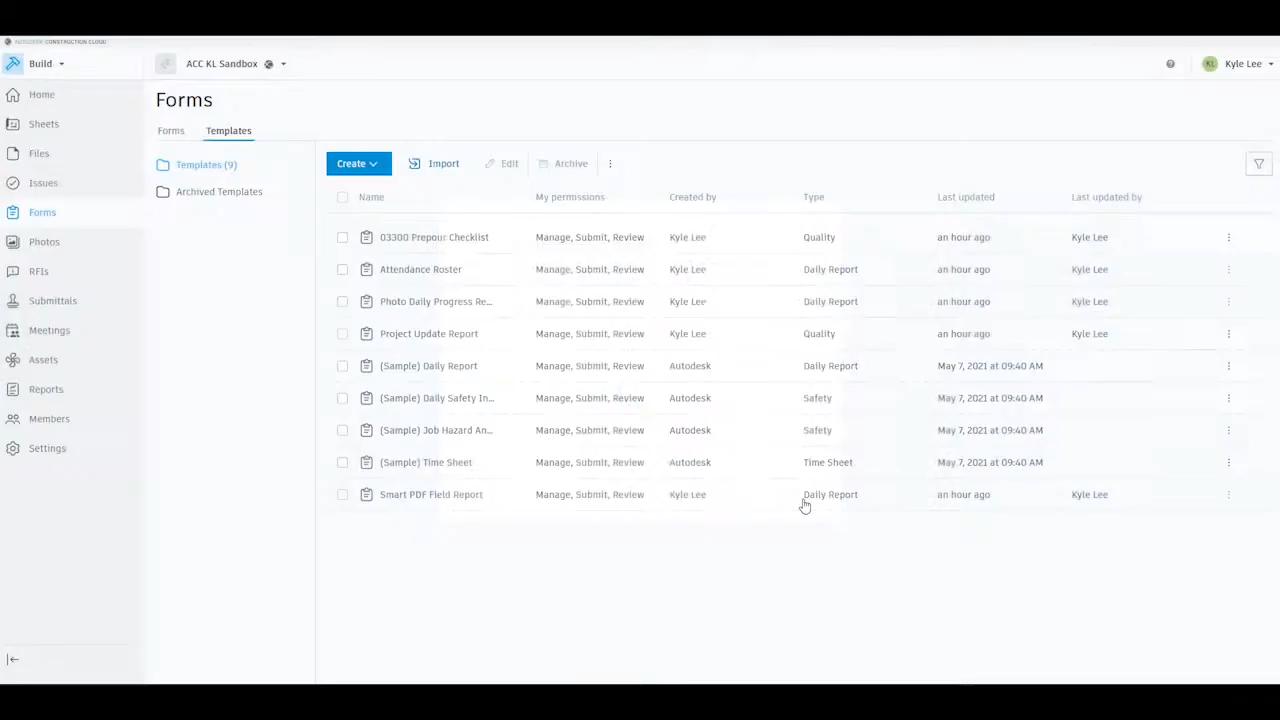 AUTODESK CONSTRUCTION CLOUD
Build
ACC KL Sandbox
KL
Kyle Lee
Home
Sheets
Files
Issues
Forms
Photos
RFIs
Submittals
Meetings
Assets
Reports
Members
Settings
Forms
Forms Templates
Templates (9)
Archived Templates
Create Import Edit Archive
Name My permissions Created by Type Last updated Last updated by
03300 Prepour Checklist Manage, Submit, Review Kyle Lee Quality an hour ago Kyle Lee
Attendance Roster Manage, Submit, Review Kyle Lee Daily Report an hour ago Kyle Lee
Photo Daily Progress Re... Manage, Submit, Review Kyle Lee Daily Report an hour ago Kyle Lee
Project Update Report Manage, Submit, Review Kyle Lee Quality an hour ago Kyle Lee
(Sample) Daily Report Manage, Submit, Review Autodesk Daily Report May 7, 2021 at 09:40 AM
(Sample) Daily Safety In... Manage, Submit, Review Autodesk Safety May 7, 2021 at 09:40 AM
(Sample) Job Hazard An... Manage, Submit, Review Autodesk Safety May 7, 2021 at 09:40 AM
(Sample) Time Sheet Manage, Submit, Review Autodesk Time Sheet May 7, 2021 at 09:40 AM
Smart PDF Field Report Manage, Submit, Review Kyle Lee Daily Report an hour ago Kyle Lee